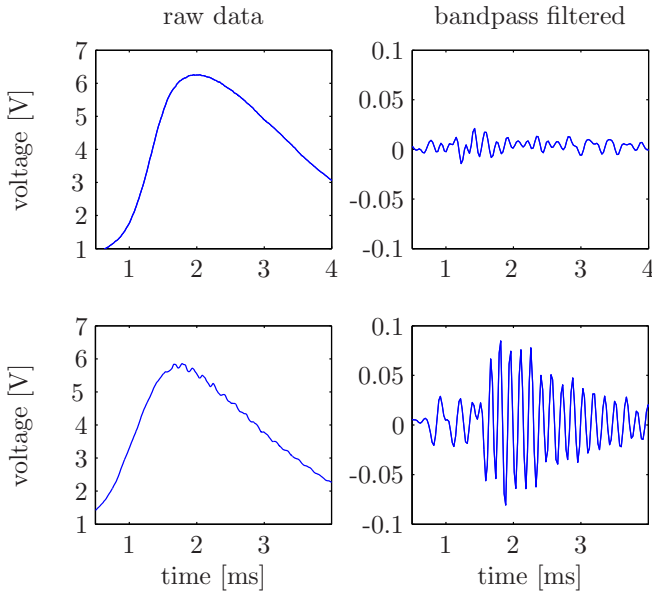 raw data
bandpass filtered
voltage [V]
7
6
5
4
3
2
1
1 2 3 4
0.1
0.05
0
-0.05
-0.1
1 2 3 4
voltage [V]
7
6
5
4
3
2
1
1 2 3
time [ms]
0.1
0.05
0
-0.05
-0.1
1 2 3
time [ms]